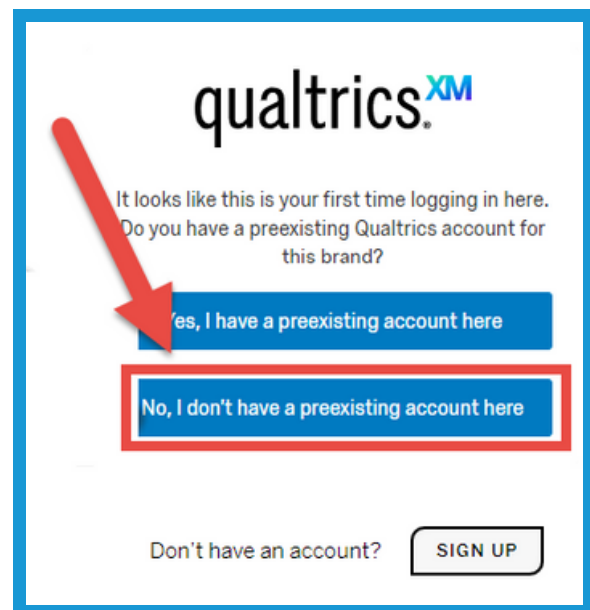 qualtrics.XM
It looks like this is your first time logging in here.
Do you have a preexisting Qualtrics account for
this brand?
Yes, I have a preexisting account here
No, I don't have a preexisting account here
Don't have an account? SIGN UP